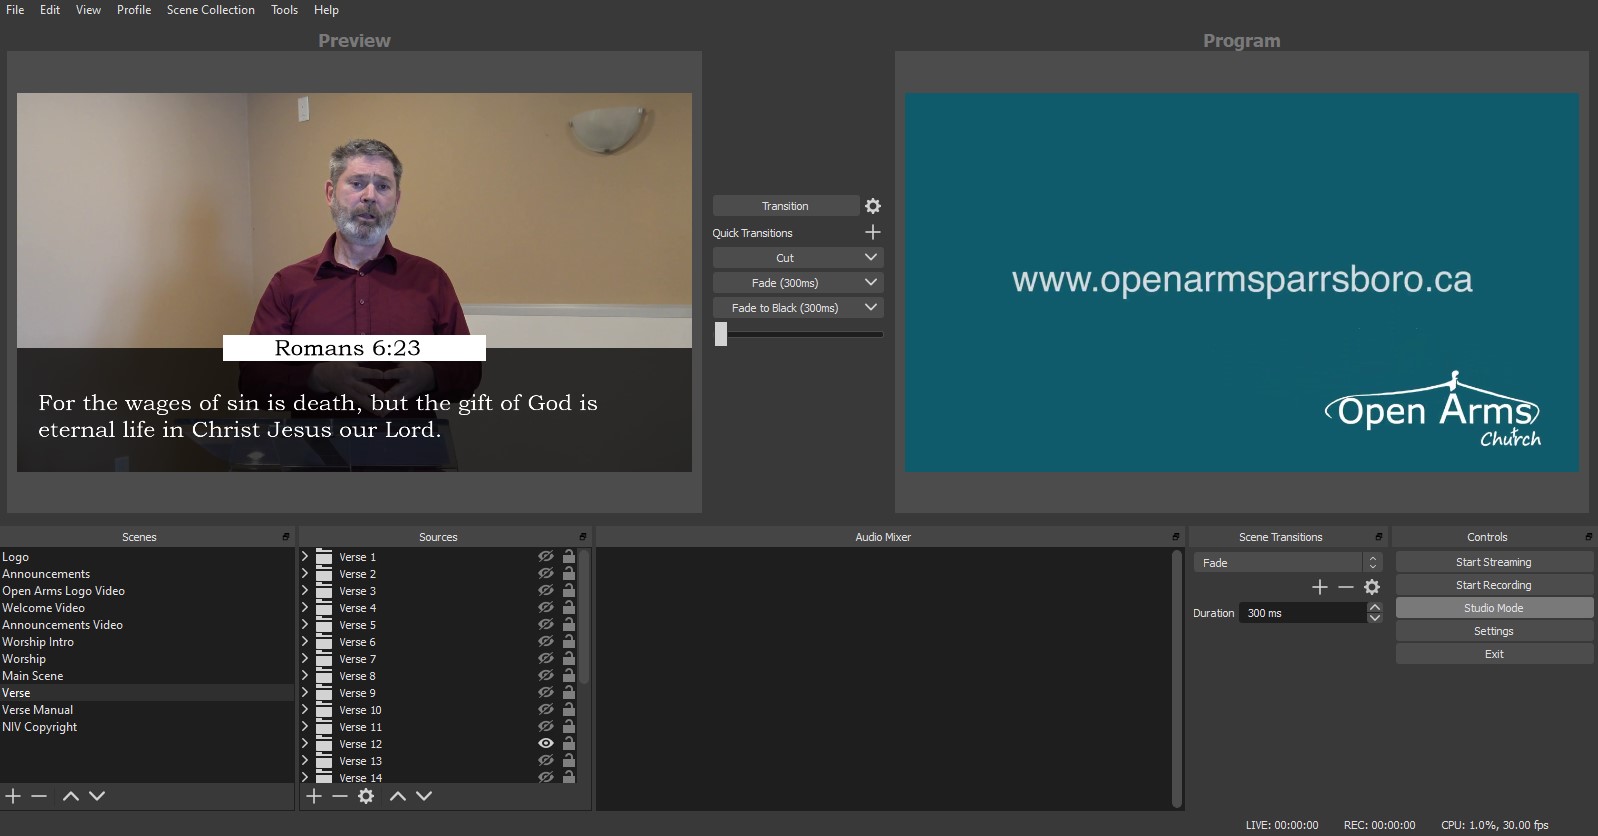 File Edit View Profile Scene Collection Tools Help
Preview
Program
Romans 6:23
For the wages of sin is death, but the gift of God is
eternal life in Christ Jesus our Lord.
Transition
Quick Transitions
Cut
Fade (300ms)
Fade to Black (300ms)
www.openarmsparrsboro.ca
Open Arms
Church
Scenes
Logo
Announcements
Open Arms Logo Video
Welcome Video
Announcements Video
Worship Intro
Worship
Main Scene
Verse
Verse Manual
NIV Copyright
Sources
Verse 1
Verse 2
Verse 3
Verse 4
Verse 5
Verse 6
Verse 7
Verse 8
Verse 9
Verse 10
Verse 11
Verse 12
Verse 13
Verse 14
Audio Mixer
Scene Transitions
Fade
Duration 300 ms
Controls
Start Streaming
Start Recording
Studio Mode
Settings
Exit
LIVE: 00:00:00 REC: 00:00:00 CPU: 1.0%, 30.00 fps